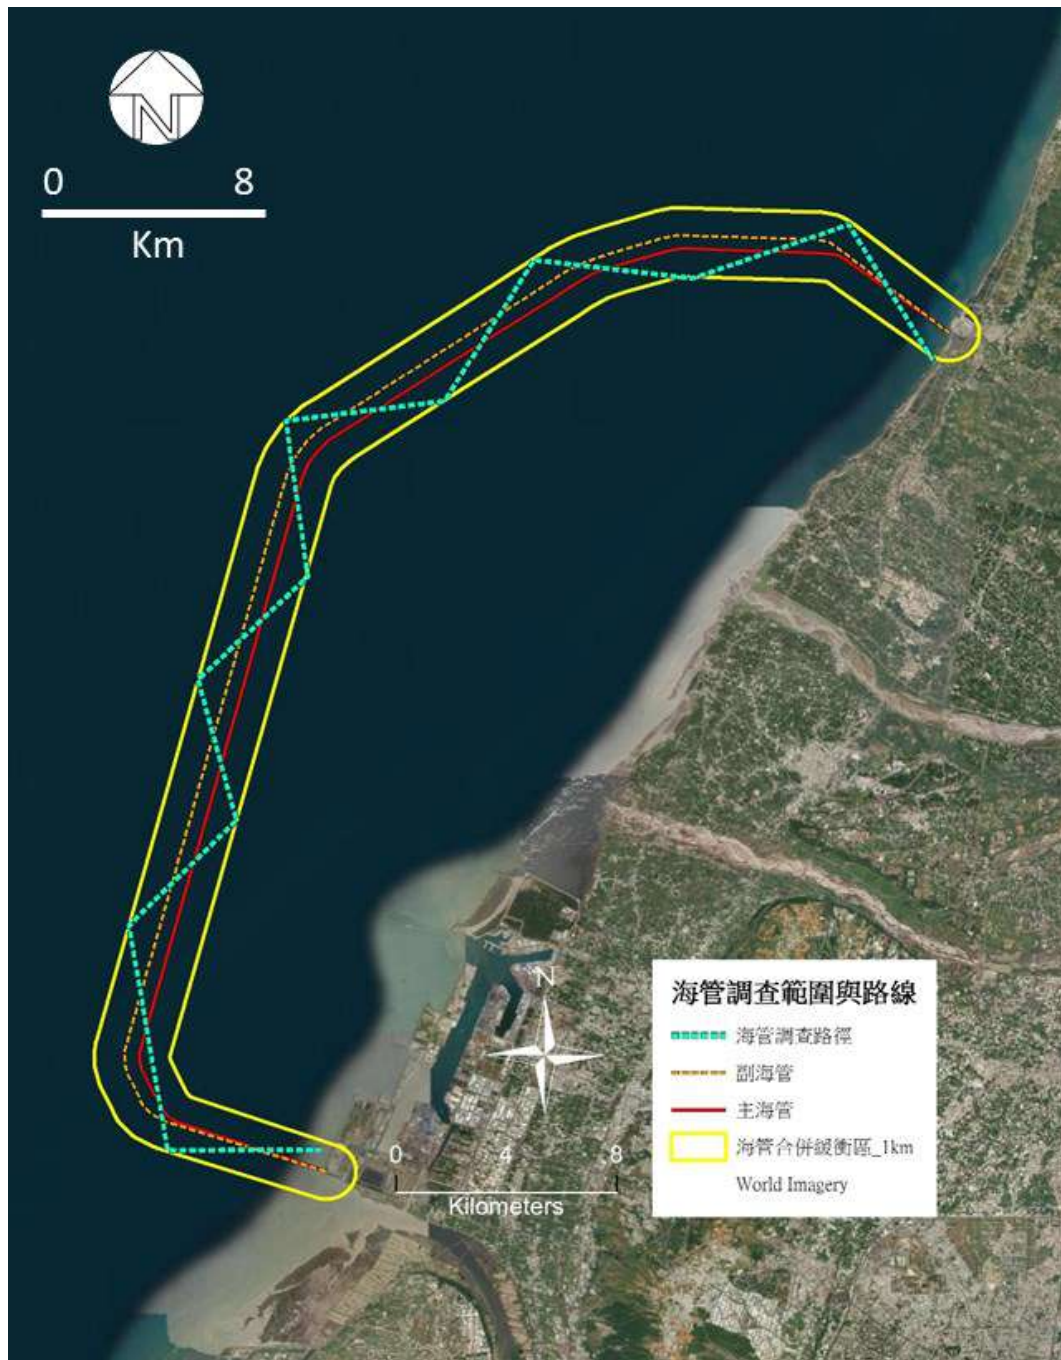 N
0 8
Km
N
0 4 8
Kilometers
海管調查範圍與路線
海管調查路徑
副海管
主海管
海管合併緩衝區_1km
World Imagery